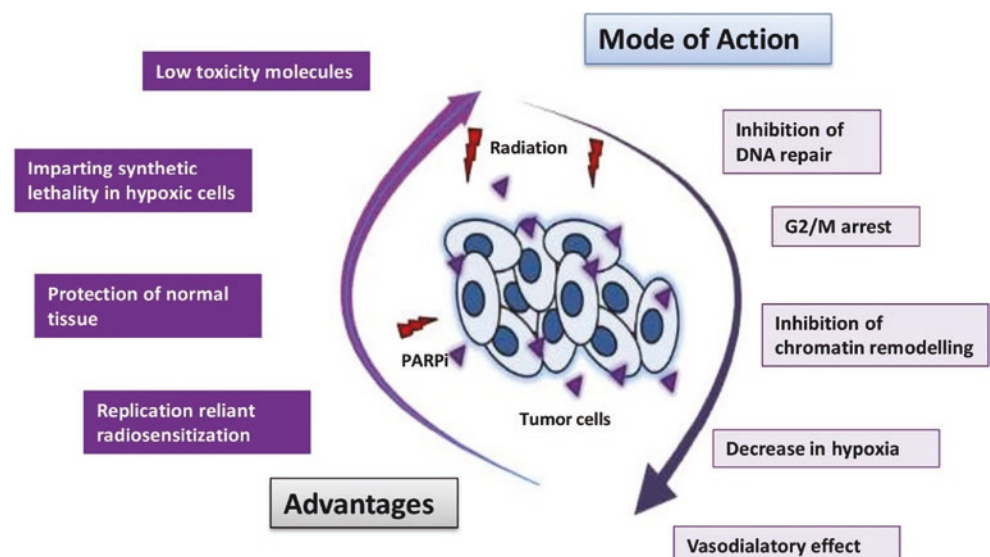 Mode of Action
Low toxicity molecules
Imparting synthetic
lethality in hypoxic cells
Protection of normal
tissue
Replication reliant
radiosensitization
Advantages
Radiation
PARPi
Tumor cells
Inhibition of
DNA repair
G2/M arrest
Inhibition of
chromatin remodelling
Decrease in hypoxia
Vasodialatory effect